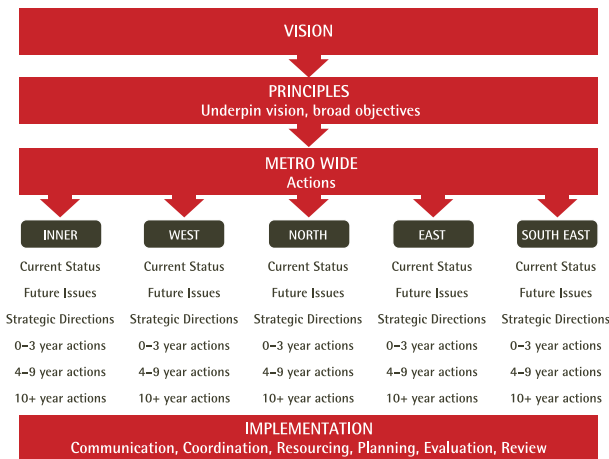 VISION
PRINCIPLES
Underpin vision, broad objectives
METRO WIDE
Actions
INNER WEST NORTH EAST SOUTH EAST
Current Status Current Status Current Status Current Status Current Status
Future Issues Future Issues Future Issues Future Issues Future Issues
Strategic Directions Strategic Directions Strategic Directions Strategic Directions Strategic Directions
0–3 year actions 0–3 year actions 0–3 year actions 0–3 year actions 0–3 year actions
4–9 year actions 4–9 year actions 4–9 year actions 4–9 year actions 4–9 year actions
10+ year actions 10+ year actions 10+ year actions 10+ year actions 10+ year actions
IMPLEMENTATION
Communication, Coordination, Resourcing, Planning, Evaluation, Review